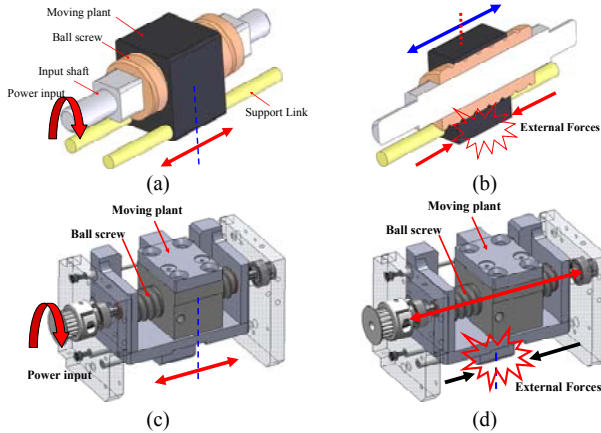 Moving plant
Ball screw
Input shaft
Power input
Support Link
(a)
External Forces
(b)
Moving plant
Ball screw
Power input
(c)
Moving plant
Ball screw
External Forces
(d)